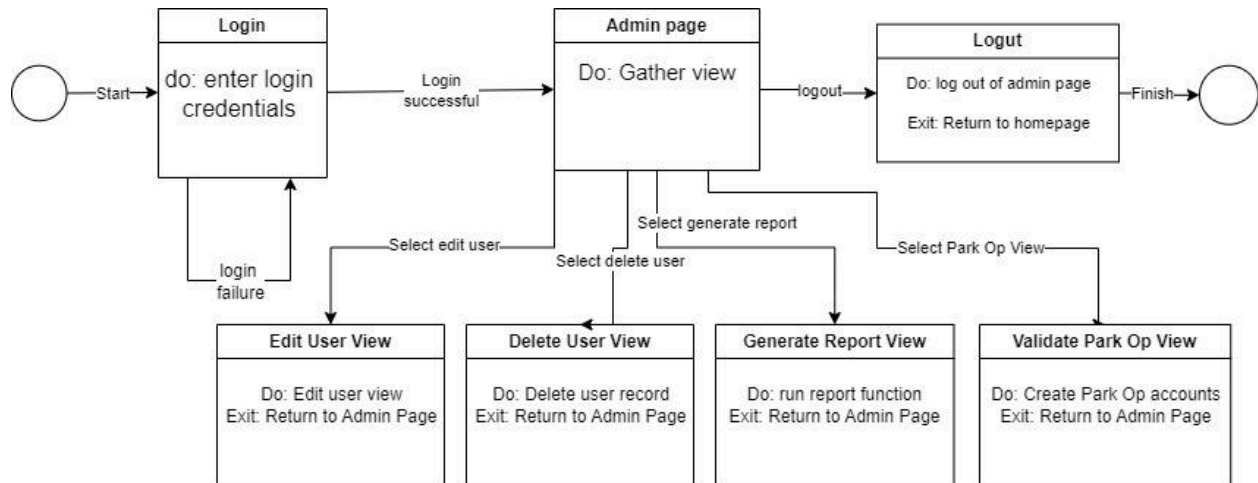 Login
do: enter login
credentials
Start
login
failure
Login
successful
Admin page
Do: Gather view
logout
Logut
Do: log out of admin page
Exit: Return to homepage
Finish
Select edit user
Select delete user
Select generate report
Select Park Op View
Edit User View
Do: Edit user view
Exit: Return to Admin Page
Delete User View
Do: Delete user record
Exit: Return to Admin Page
Generate Report View
Do: run report function
Exit: Return to Admin Page
Validate Park Op View
Do: Create Park Op accounts
Exit: Return to Admin Page